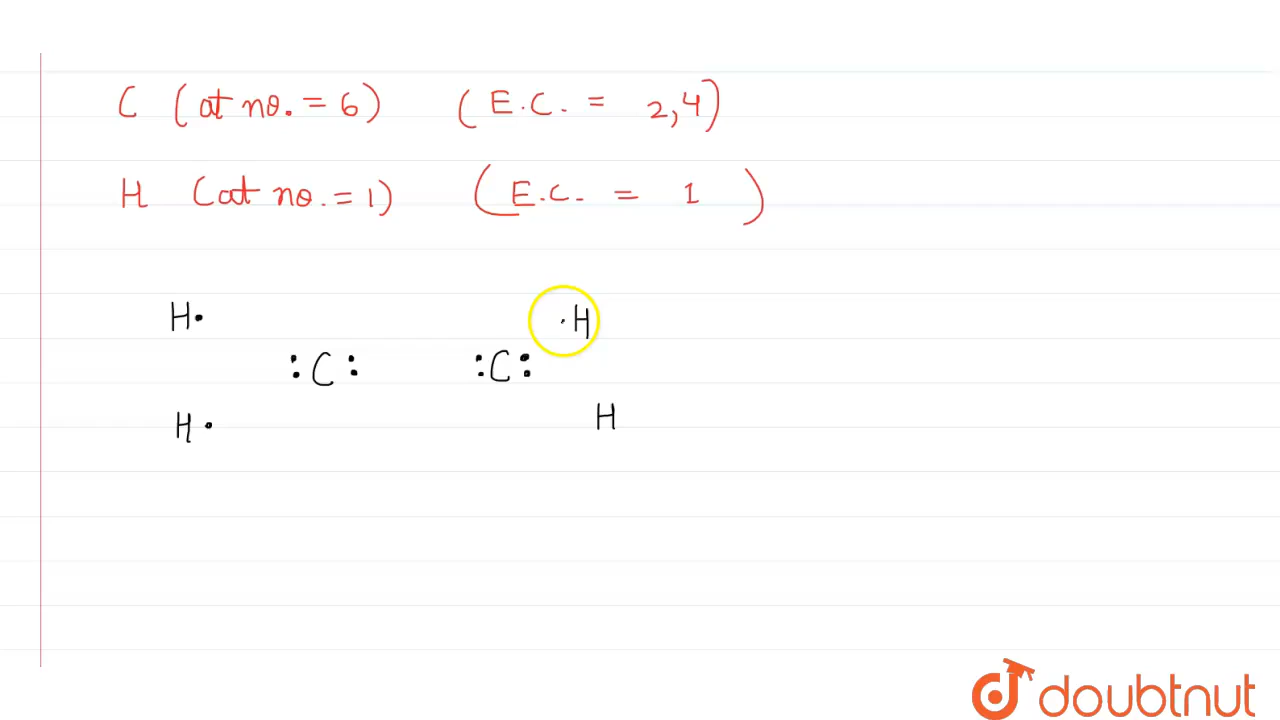 C (at no. = 6) (E.C. = 2,4)
H (at no. = 1) (E.C. = 1 )
H· ·H
:C: :C:
H· H
doubtnut